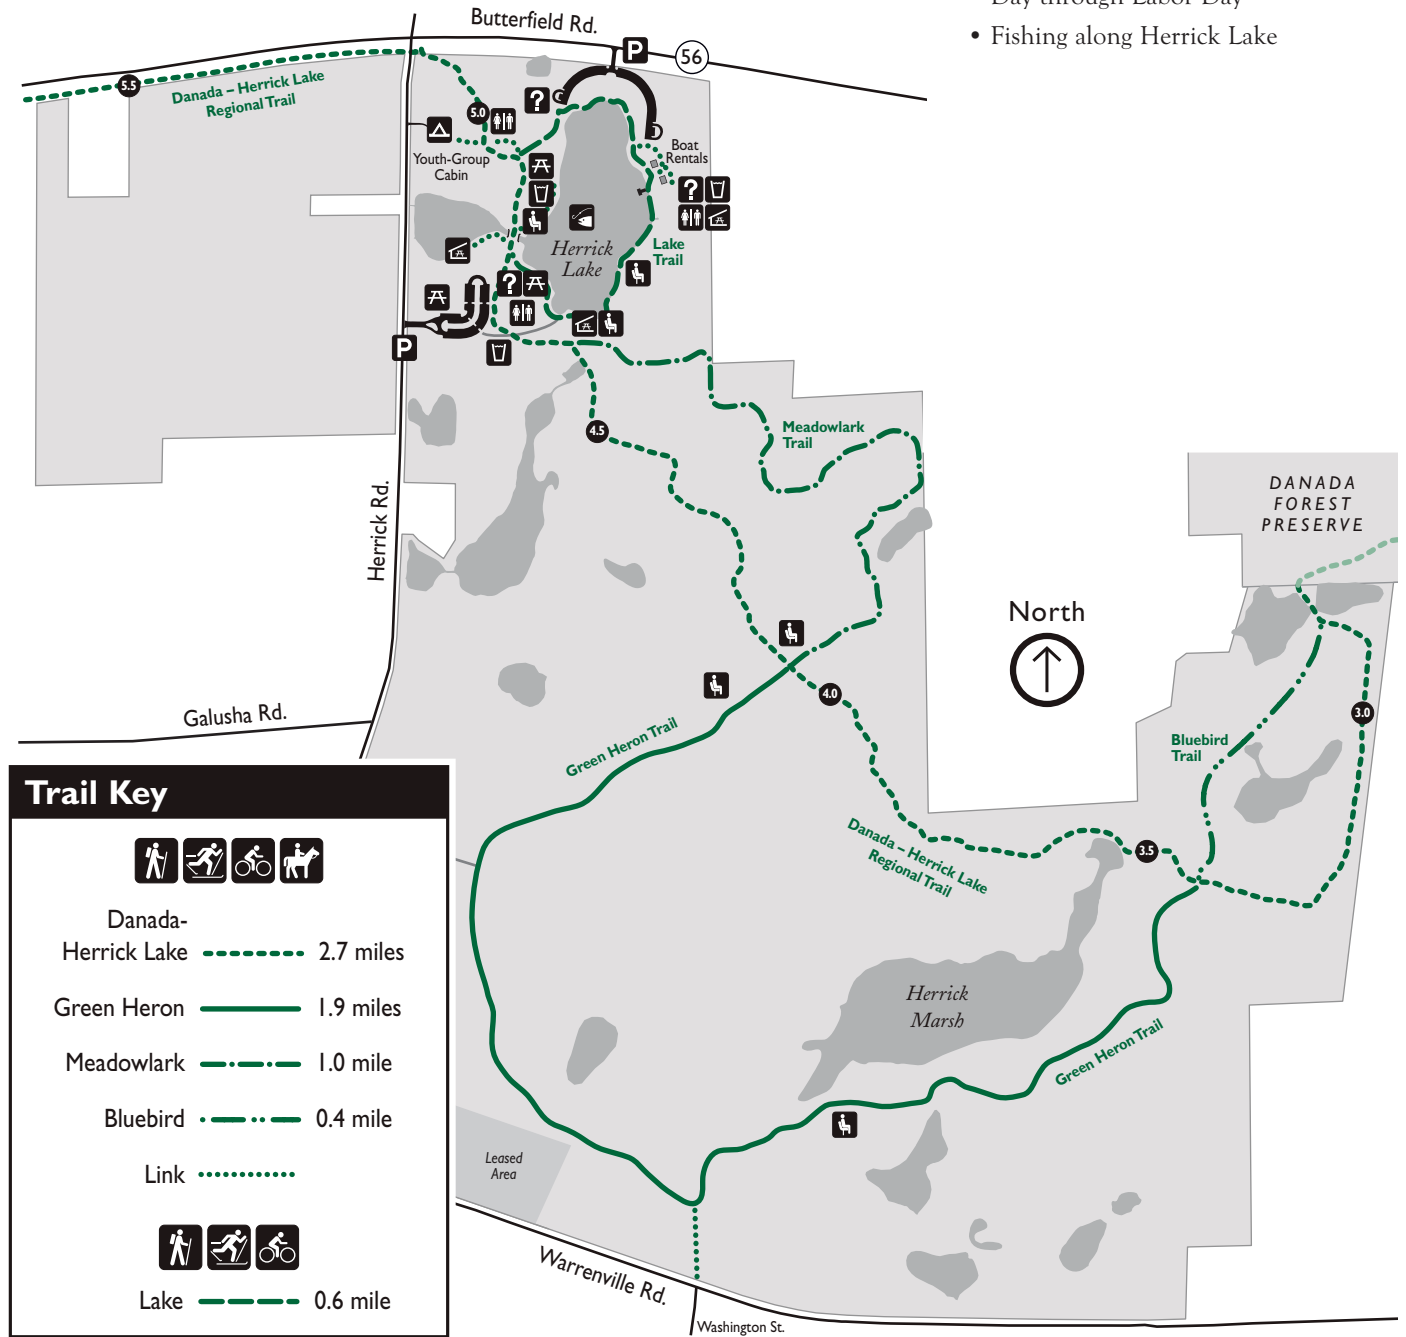 Day through Labor Day
• Fishing along Herrick Lake
Butterfield Rd.
P
56
5.5
Danada – Herrick Lake
Regional Trail
5.0
?
Youth-Group
Cabin
Boat
Rentals
?
Herrick
Lake
Lake
Trail
?
P
4.5
Meadowlark
Trail
Herrick Rd.
DANADA
FOREST
PRESERVE
North
4.0
3.0
Galusha Rd.
Green Heron Trail
Bluebird
Trail
Danada – Herrick Lake
Regional Trail
3.5
Herrick
Marsh
Green Heron Trail
Leased
Area
Warrenville Rd.
Washington St.
Trail Key
Danada-
Herrick Lake 2.7 miles
Green Heron 1.9 miles
Meadowlark 1.0 mile
Bluebird 0.4 mile
Link
Lake 0.6 mile